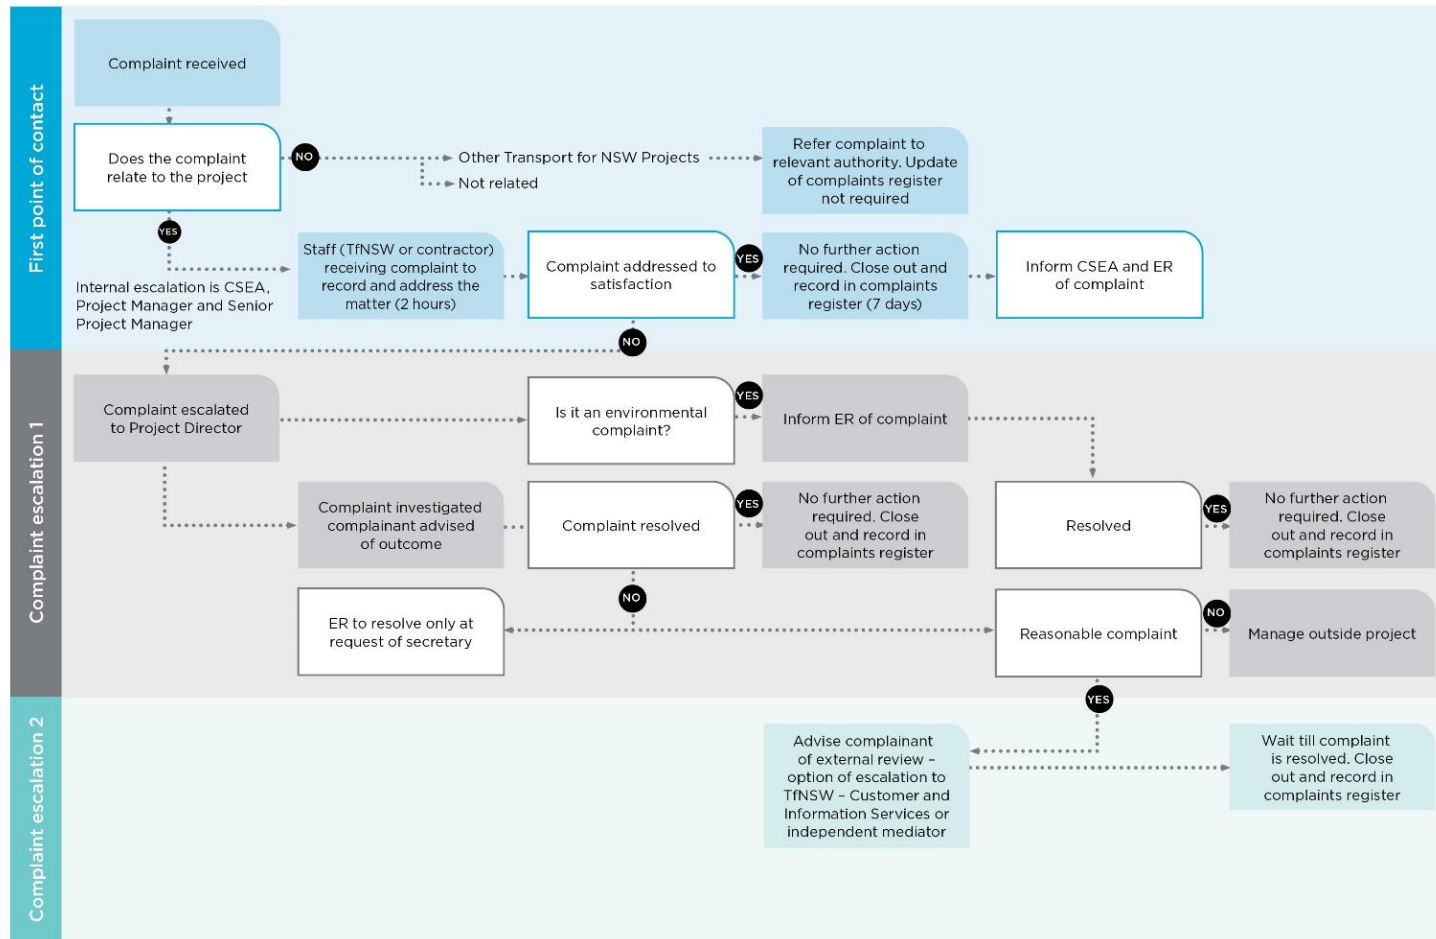 First point of contact
Complaint received
Does the complaint
relate to the project
NO
Other Transport for NSW Projects
Not related
Refer complaint to
relevant authority. Update
of complaints register
not required
YES
Internal escalation is CSEA,
Project Manager and Senior
Project Manager
Staff (TfNSW or contractor)
receiving complaint to
record and address the
matter (2 hours)
Complaint addressed to
satisfaction
YES
No further action
required. Close out and
record in complaints
register (7 days)
Inform CSEA and ER
of complaint
NO
Complaint escalation 1
Complaint escalated
to Project Director
Is it an environmental
complaint?
YES
Inform ER of complaint
Complaint investigated
complainant advised
of outcome
Complaint resolved
YES
No further action
required. Close
out and record in
complaints register
Resolved
YES
No further action
required. Close
out and record in
complaints register
NO
ER to resolve only at
request of secretary
Reasonable complaint
NO
Manage outside project
YES
Complaint escalation 2
Advise complainant
of external review –
option of escalation to
TfNSW – Customer and
Information Services or
independent mediator
Wait till complaint
is resolved. Close
out and record in
complaints register